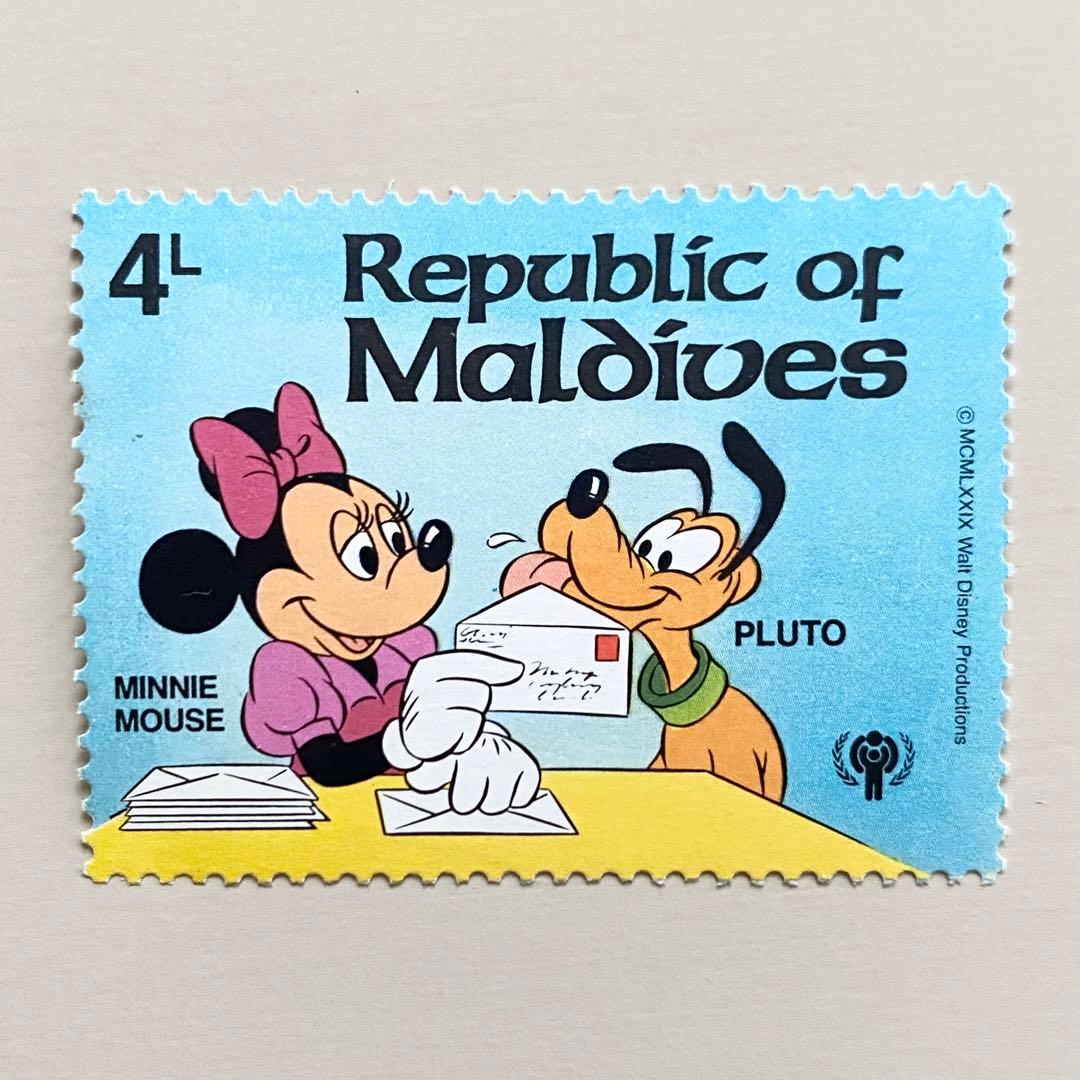 4L
Republic of
Maldives
MINNIE
MOUSE
PLUTO
© MCMLXXIX Walt Disney Productions